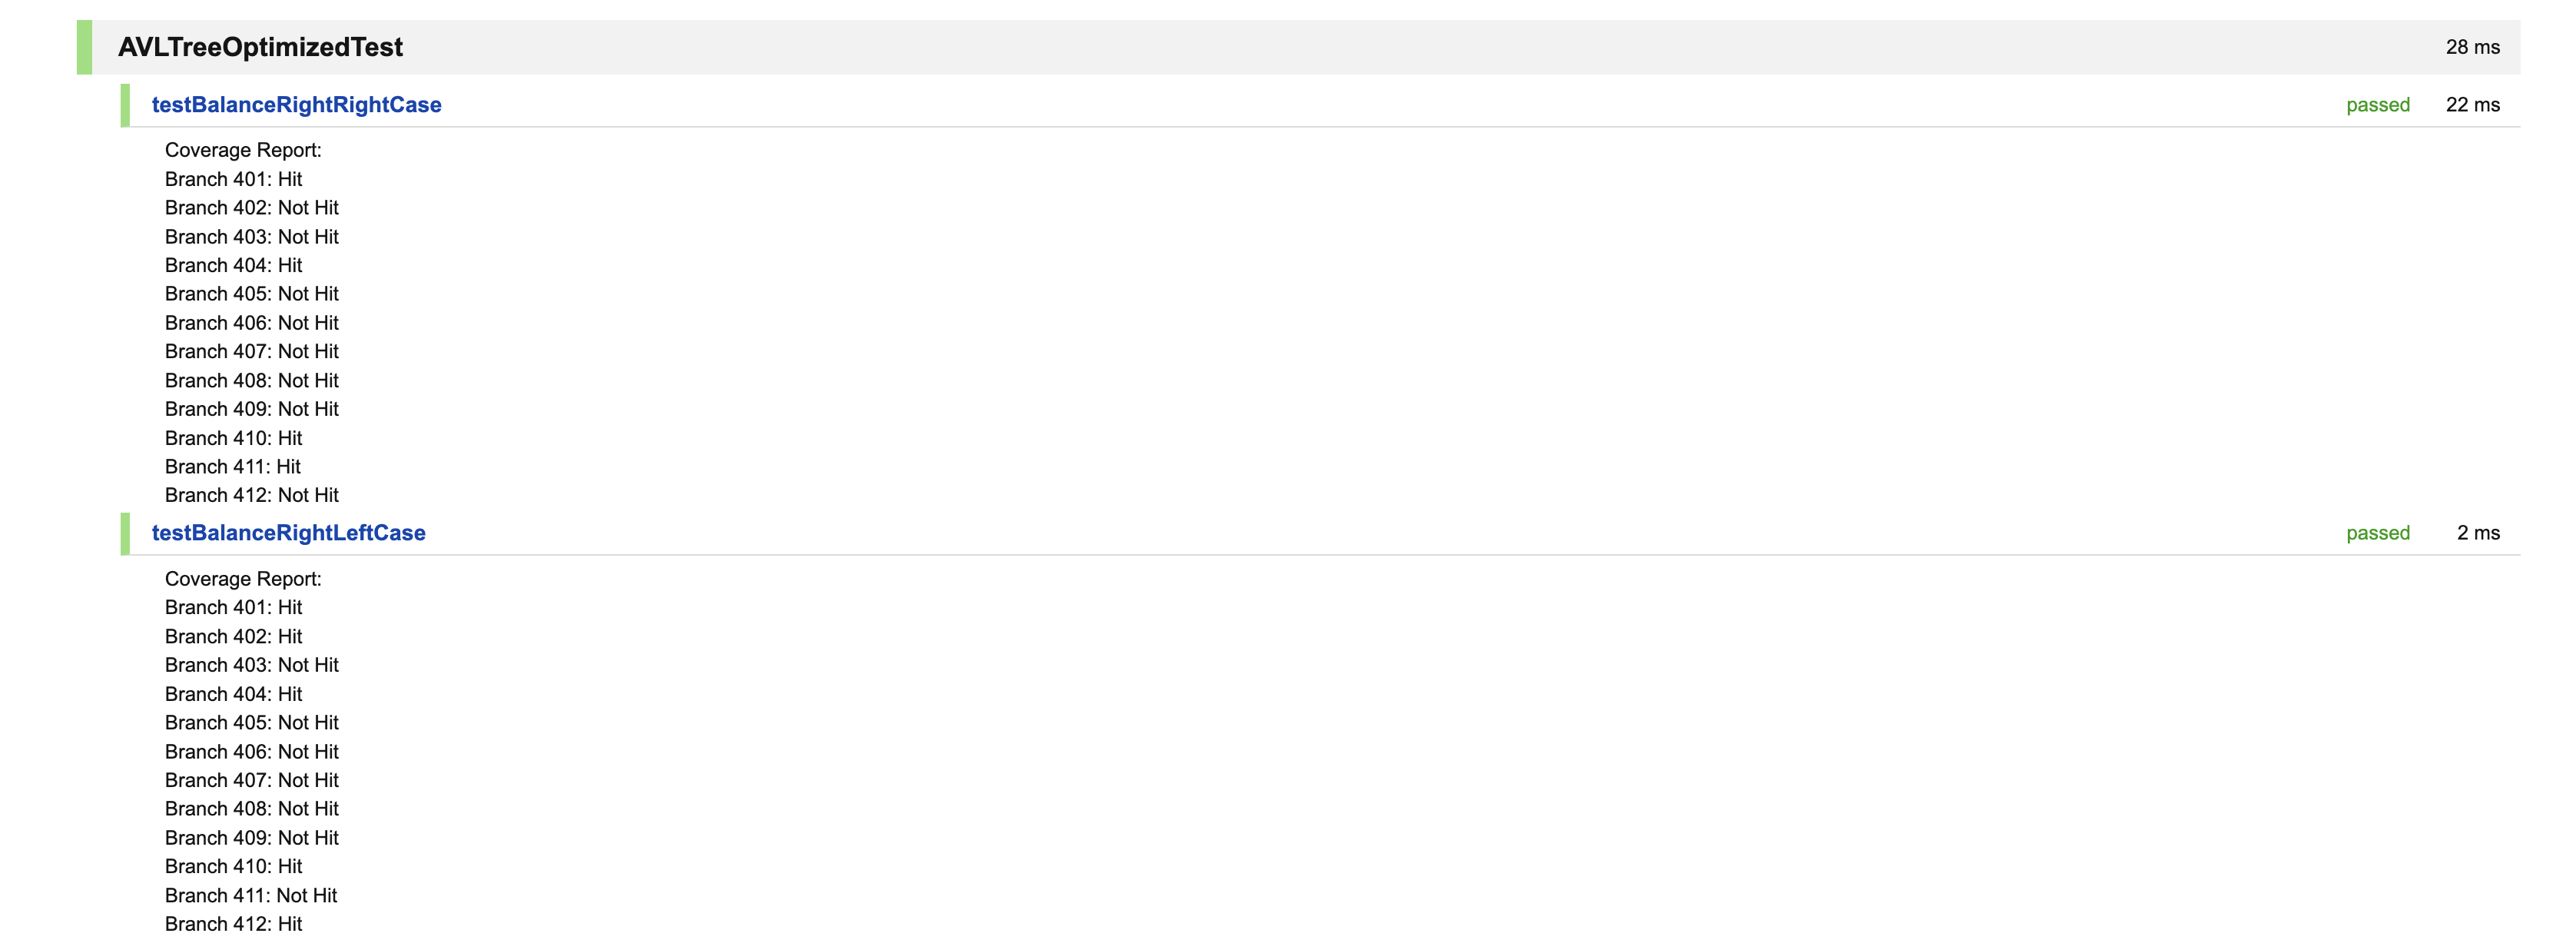 AVLTreeOptimizedTest 28 ms
testBalanceRightRightCase passed 22 ms
Coverage Report:
Branch 401: Hit
Branch 402: Not Hit
Branch 403: Not Hit
Branch 404: Hit
Branch 405: Not Hit
Branch 406: Not Hit
Branch 407: Not Hit
Branch 408: Not Hit
Branch 409: Not Hit
Branch 410: Hit
Branch 411: Hit
Branch 412: Not Hit
testBalanceRightLeftCase passed 2 ms
Coverage Report:
Branch 401: Hit
Branch 402: Hit
Branch 403: Not Hit
Branch 404: Hit
Branch 405: Not Hit
Branch 406: Not Hit
Branch 407: Not Hit
Branch 408: Not Hit
Branch 409: Not Hit
Branch 410: Hit
Branch 411: Not Hit
Branch 412: Hit